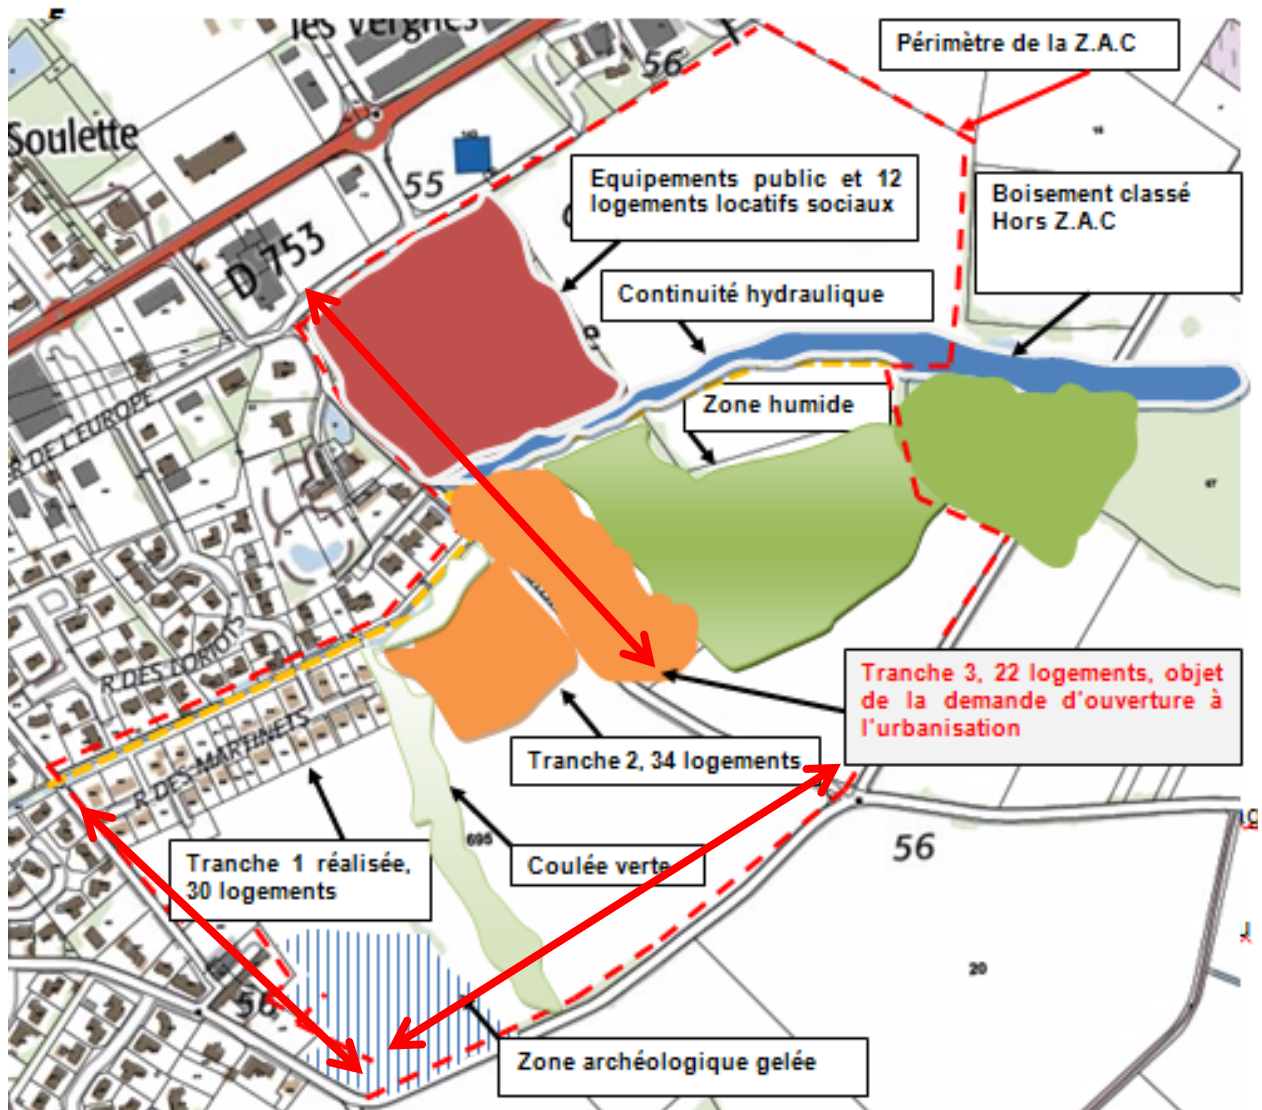 les Vergnes
Périmètre de la Z.A.C
56
Soulette
55
Equipements public et 12
logements locatifs sociaux
Boisement classé
Hors Z.A.C
D 753
Continuité hydraulique
Zone humide
R DE L'EUROPE
R DES LORIOTS
Tranche 3, 22 logements, objet
de la demande d'ouverture à
l'urbanisation
R DES MARTINETS
Tranche 2, 34 logements
695
56
Tranche 1 réalisée,
30 logements
Coulée verte
20
56
Zone archéologique gelée